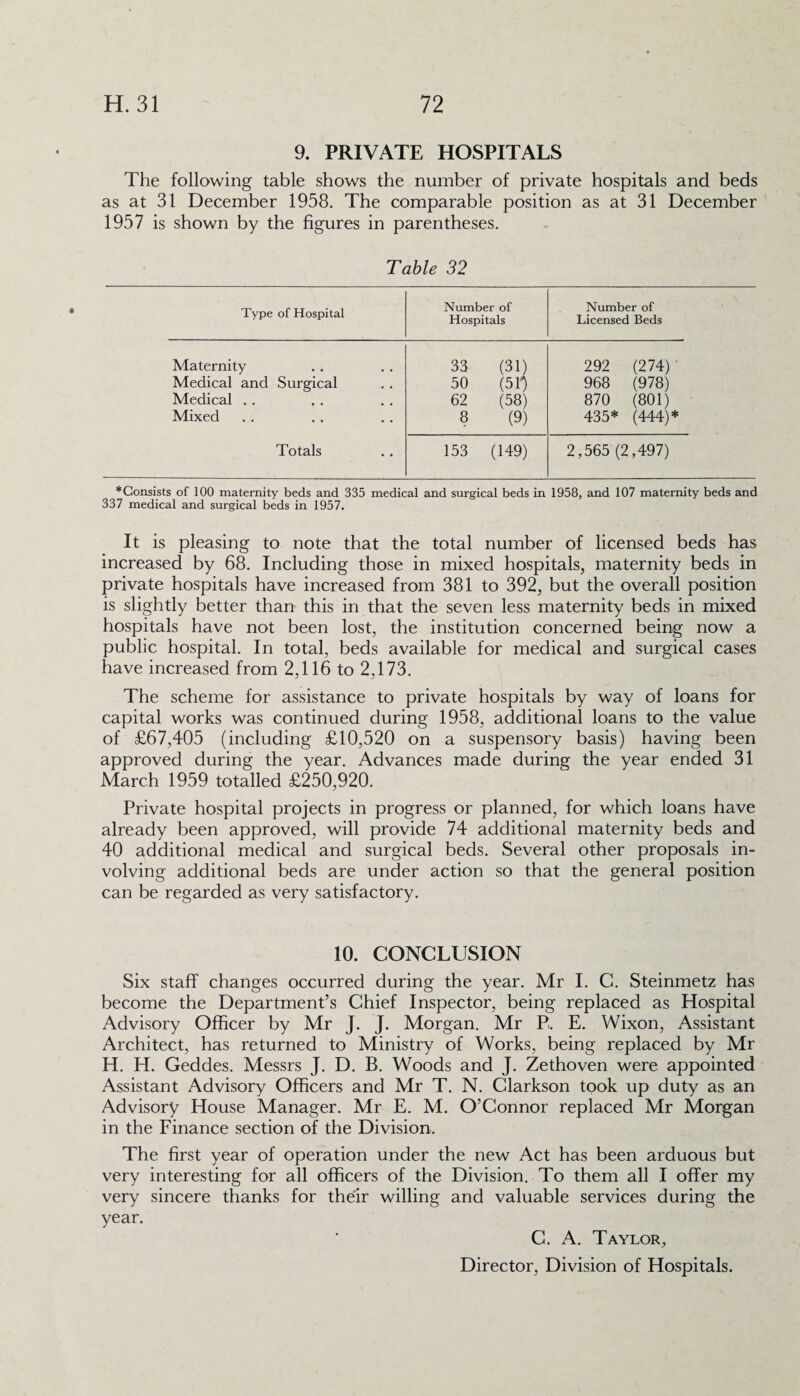 H. 31 72
9. PRIVATE HOSPITALS
The following table shows the number of private hospitals and beds
as at 31 December 1958. The comparable position as at 31 December
1957 is shown by the figures in parentheses.
Table 32
Type of Hospital Number of Hospitals Number of Licensed Beds
Maternity . . . . 33 (31) 292 (274)
Medical and Surgical . . 50 (51) 968 (978)
Medical . . . . . . 62 (58) 870 (801)
Mixed . . . . . . 8 (9) 435* (444)*
Totals . . 153 (149) 2,565 (2,497)
*Consists of 100 maternity beds and 335 medical and surgical beds in 1958, and 107 maternity beds and
337 medical and surgical beds in 1957.
It is pleasing to note that the total number of licensed beds has
increased by 68. Including those in mixed hospitals, maternity beds in
private hospitals have increased from 381 to 392, but the overall position
is slightly better than this in that the seven less maternity beds in mixed
hospitals have not been lost, the institution concerned being now a
public hospital. In total, beds available for medical and surgical cases
have increased from 2,116 to 2,173.
The scheme for assistance to private hospitals by way of loans for
capital works was continued during 1958, additional loans to the value
of £67,405 (including £10,520 on a suspensory basis) having been
approved during the year. Advances made during the year ended 31
March 1959 totalled £250,920.
Private hospital projects in progress or planned, for which loans have
already been approved, will provide 74 additional maternity beds and
40 additional medical and surgical beds. Several other proposals in-
volving additional beds are under action so that the general position
can be regarded as very satisfactory.
10. CONCLUSION
Six staff changes occurred during the year. Mr I. C. Steinmetz has
become the Department's Chief Inspector, being replaced as Hospital
Advisory Officer by Mr J. J. Morgan. Mr P. E. Wixon, Assistant
Architect, has returned to Ministry of Works, being replaced by Mr
H. H. Geddes. Messrs J. D. B. Woods and J. Zethoven were appointed
Assistant Advisory Officers and Mr T. N. Clarkson took up duty as an
Advisory House Manager. Mr E. M. O'Connor replaced Mr Morgan
in the Finance section of the Division.
The first year of operation under the new Act has been arduous but
very interesting for all officers of the Division. To them all I offer my
very sincere thanks for their willing and valuable services during the
year.
C. A. Taylor,
Director, Division of Hospitals.